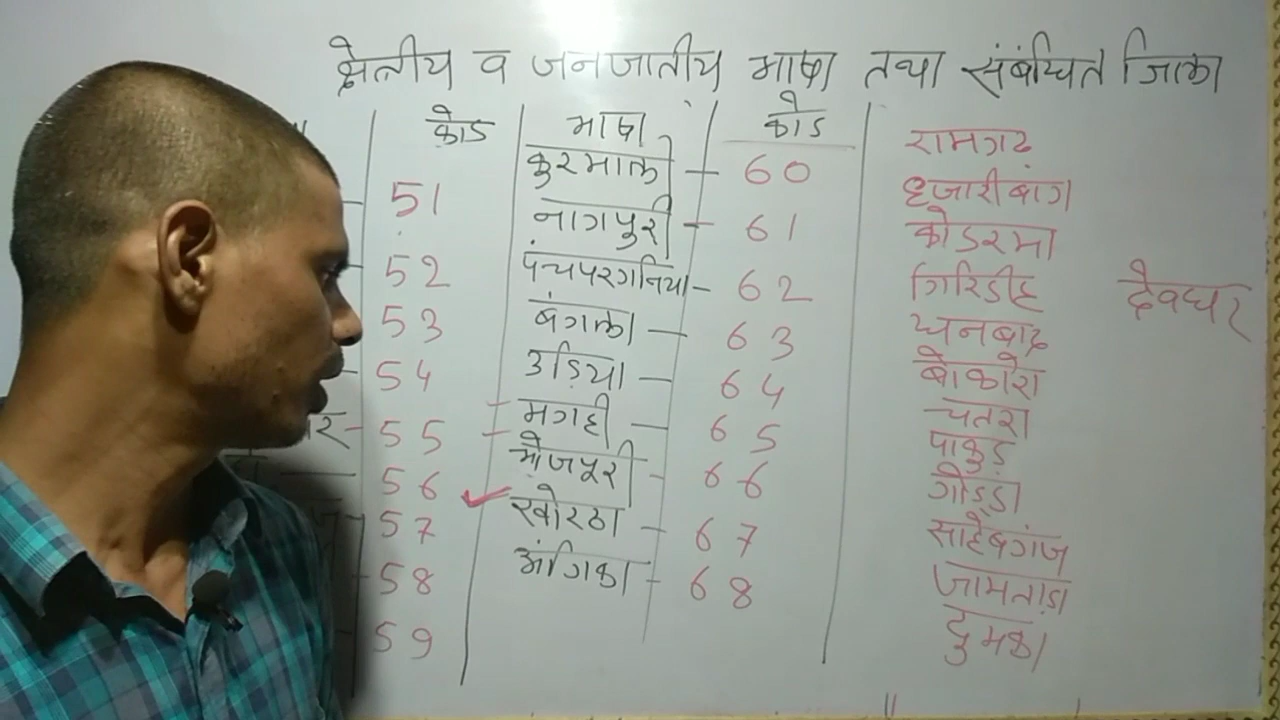 क्षेत्रीय व जनजातीय भाषा तथा संबंधित जिला
कोड भाषा कोड
51
52
53
54
55
56
57
58
59
कुरमाली - 60
नागपुरी - 61
पंचपरगनिया - 62
बंगला - 63
उड़िया - 64
मगही - 65
भोजपूरी - 66
खोरठा - 67
अंगिका - 68
रामगढ़
हजारीबाग
कोडरमा
गिरिडीह
धनबाद
बोकारो
चतरा
पाकुड़
गोड्डा
साहेबगंज
जामताड़ा
दुमका
देवघर